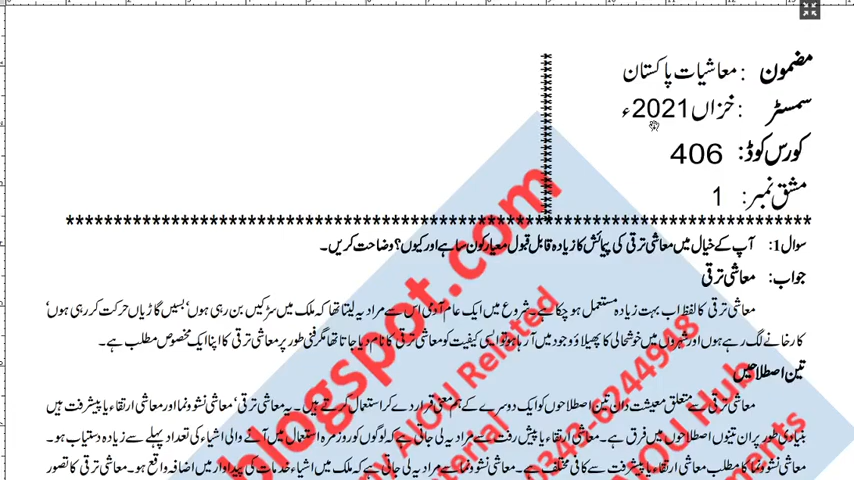 مضمون : معاشیات پاکستان
سمسٹر : خزاں 2021ء
کورس کوڈ: 406
مشق نمبر: 1
************************************************************
سوال 1: آپ کے خیال میں معاشی ترقی کی پیمائش کا زیادہ قابل قبول معیار کون سا ہے اور کیوں؟ وضاحت کریں۔
جواب: معاشی ترقی
معاشی ترقی کا لفظ اب بہت زیادہ مستعمل ہو چکا ہے۔ شروع میں ایک عام آدمی اس سے مراد یہ لیتا تھا کہ ملک میں سڑکیں بن رہی ہوں، بسیں گاڑیاں حرکت کر رہی ہوں،
کارخانے لگ رہے ہوں اور شہروں میں خوشحالی کا پھیلاؤ وجود میں آ رہا ہو تو ایسی کیفیت کو معاشی ترقی کا نام دیا جاتا تھا مگر فنی طور پر معاشی ترقی کا اپنا ایک مخصوص مطلب ہے۔
تین اصطلاحیں
معاشی ترقی سے متعلق معیشت دان تین اصطلاحوں کو ایک دوسرے کے ہم معنی قرار دے کر استعمال کرتے ہیں۔ یہ معاشی ترقی، معاشی نشوونما اور معاشی ارتقاء یا پیشرفت ہیں
بنیادی طور پر ان تینوں اصطلاحوں میں فرق ہے۔ معاشی ارتقاء یا پیش رفت سے مراد یہ لی جاتی ہے کہ لوگوں کو روزمرہ استعمال میں آنے والی اشیاء کی تعداد پہلے سے زیادہ دستیاب ہو۔
معاشی نشوونما کا مطلب معاشی ارتقاء یا پیشرفت سے کافی مختلف ہے۔ معاشی نشوونما سے مراد یہ لی جاتی ہے کہ ملک میں اشیاء خدمات کی پیداوار میں اضافہ واقع ہو۔ معاشی ترقی کا تصور
blogspot.com
AIOU Related
0343-6244948
AIOU Hub